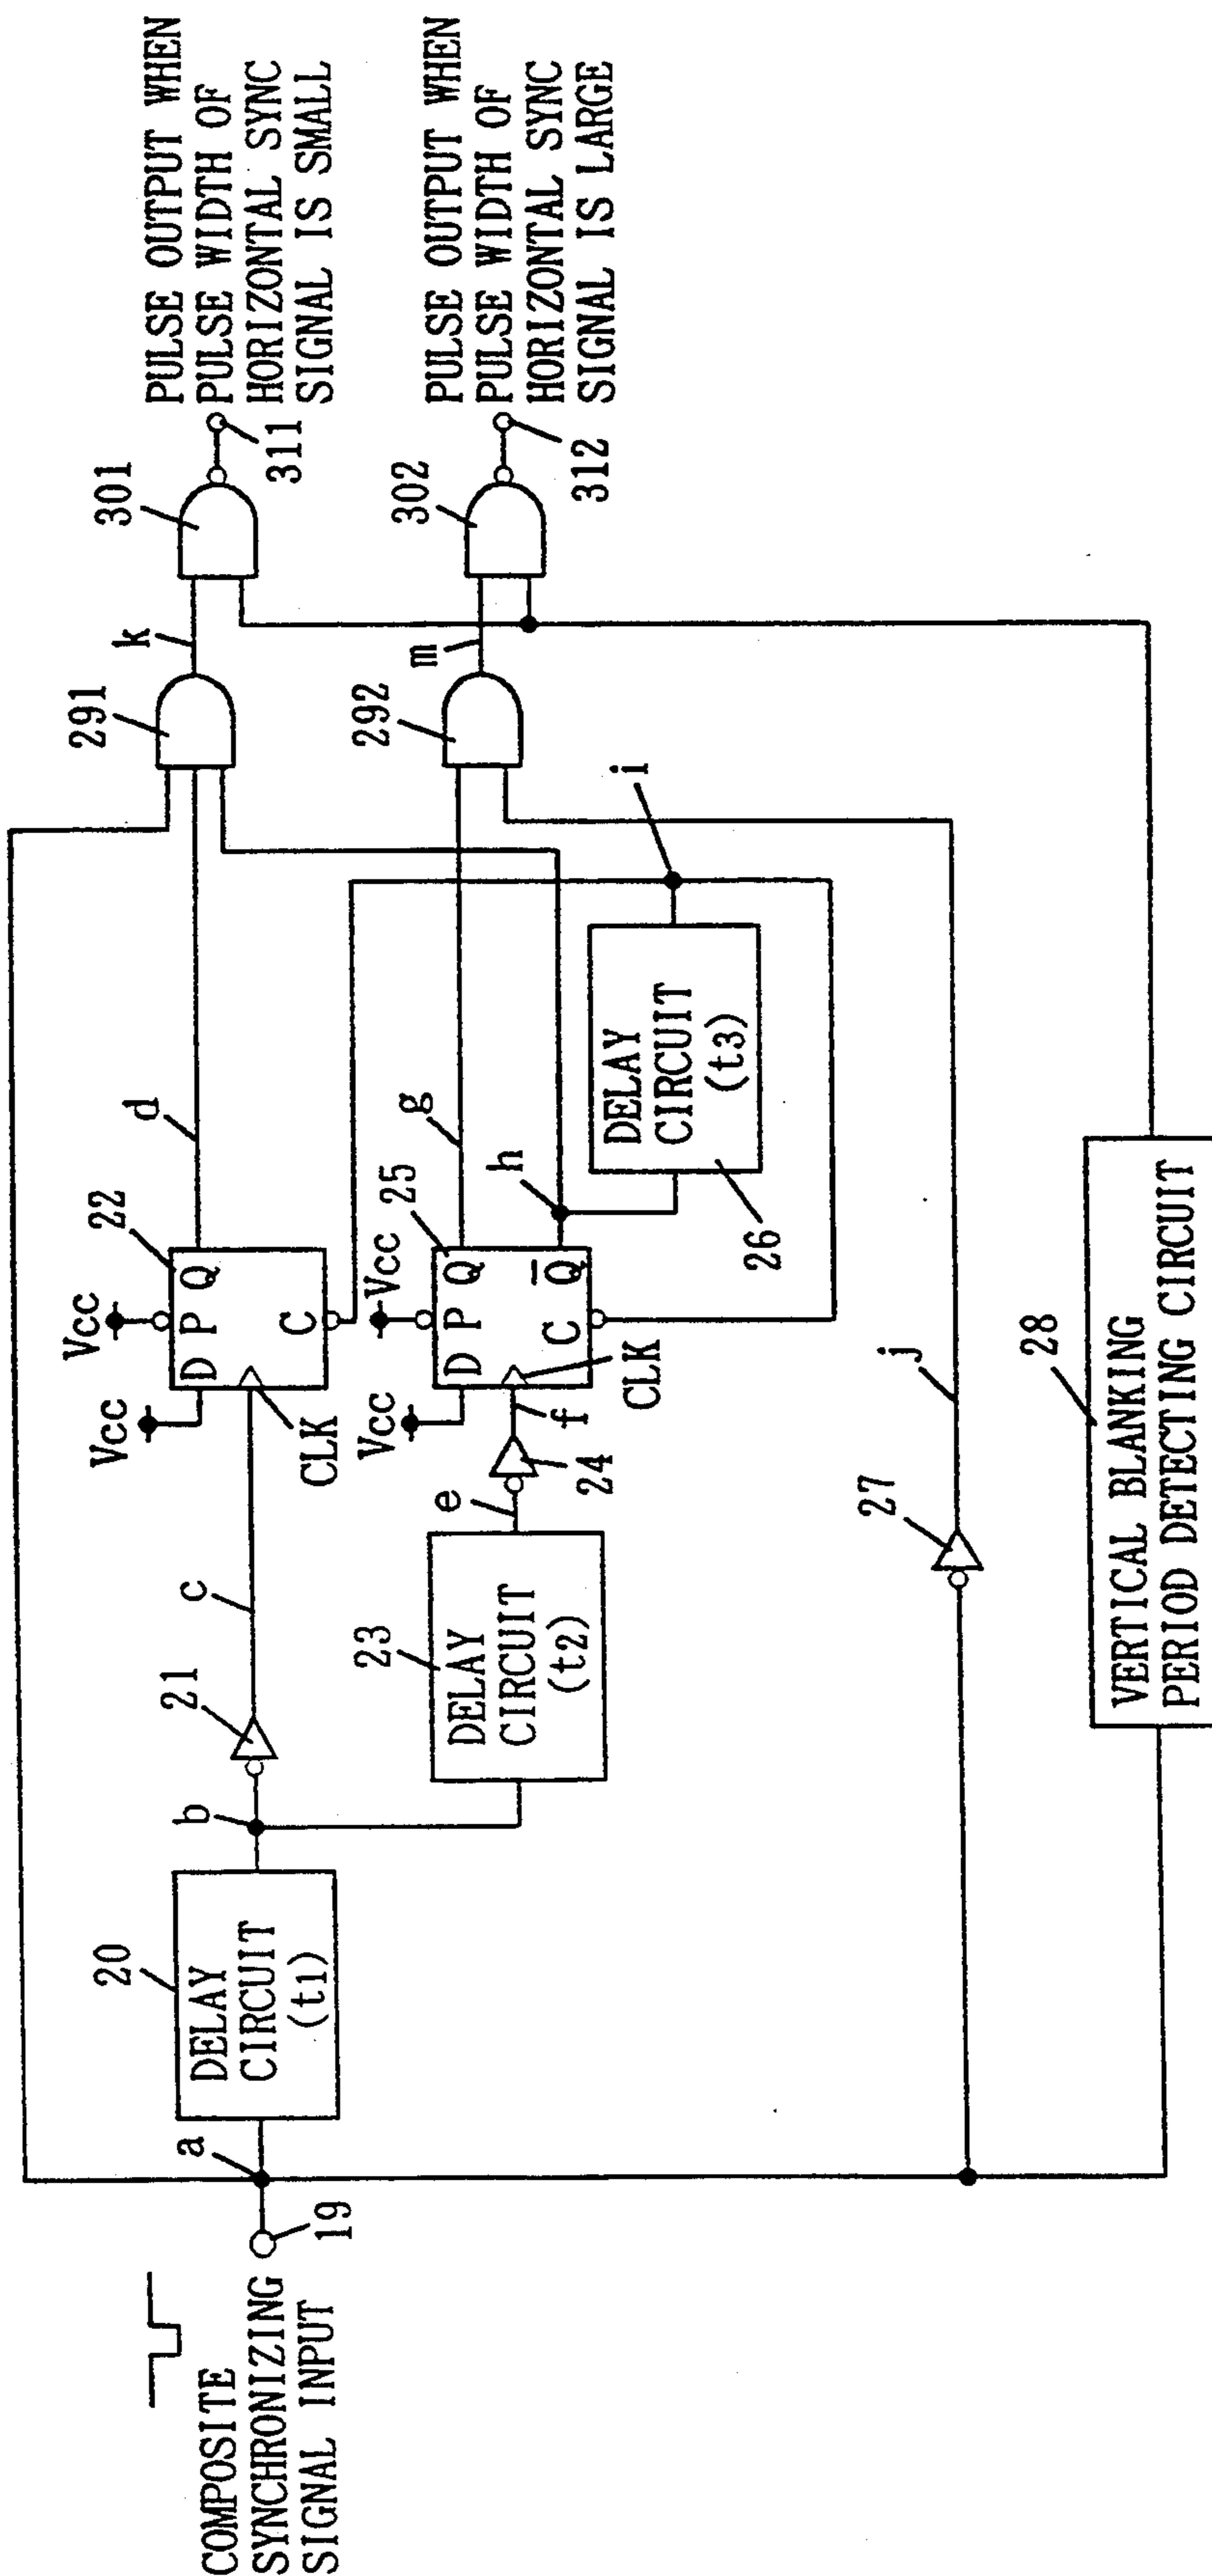 COMPOSITE
SYNCHRONIZING
SIGNAL INPUT
19
a
20
DELAY
CIRCUIT
(t1)
b
21
c
23
DELAY
CIRCUIT
(t2)
e
24
f
Vcc
Vcc
22
D
P
Q
C
CLK
d
Vcc
Vcc
25
D
P
Q
Q̅
C
CLK
g
h
26
DELAY
CIRCUIT
(t3)
i
27
j
28
VERTICAL BLANKING
PERIOD DETECTING CIRCUIT
291
k
301
311
PULSE OUTPUT WHEN
PULSE WIDTH OF
HORIZONTAL SYNC
SIGNAL IS SMALL
292
m
302
312
PULSE OUTPUT WHEN
PULSE WIDTH OF
HORIZONTAL SYNC
SIGNAL IS LARGE